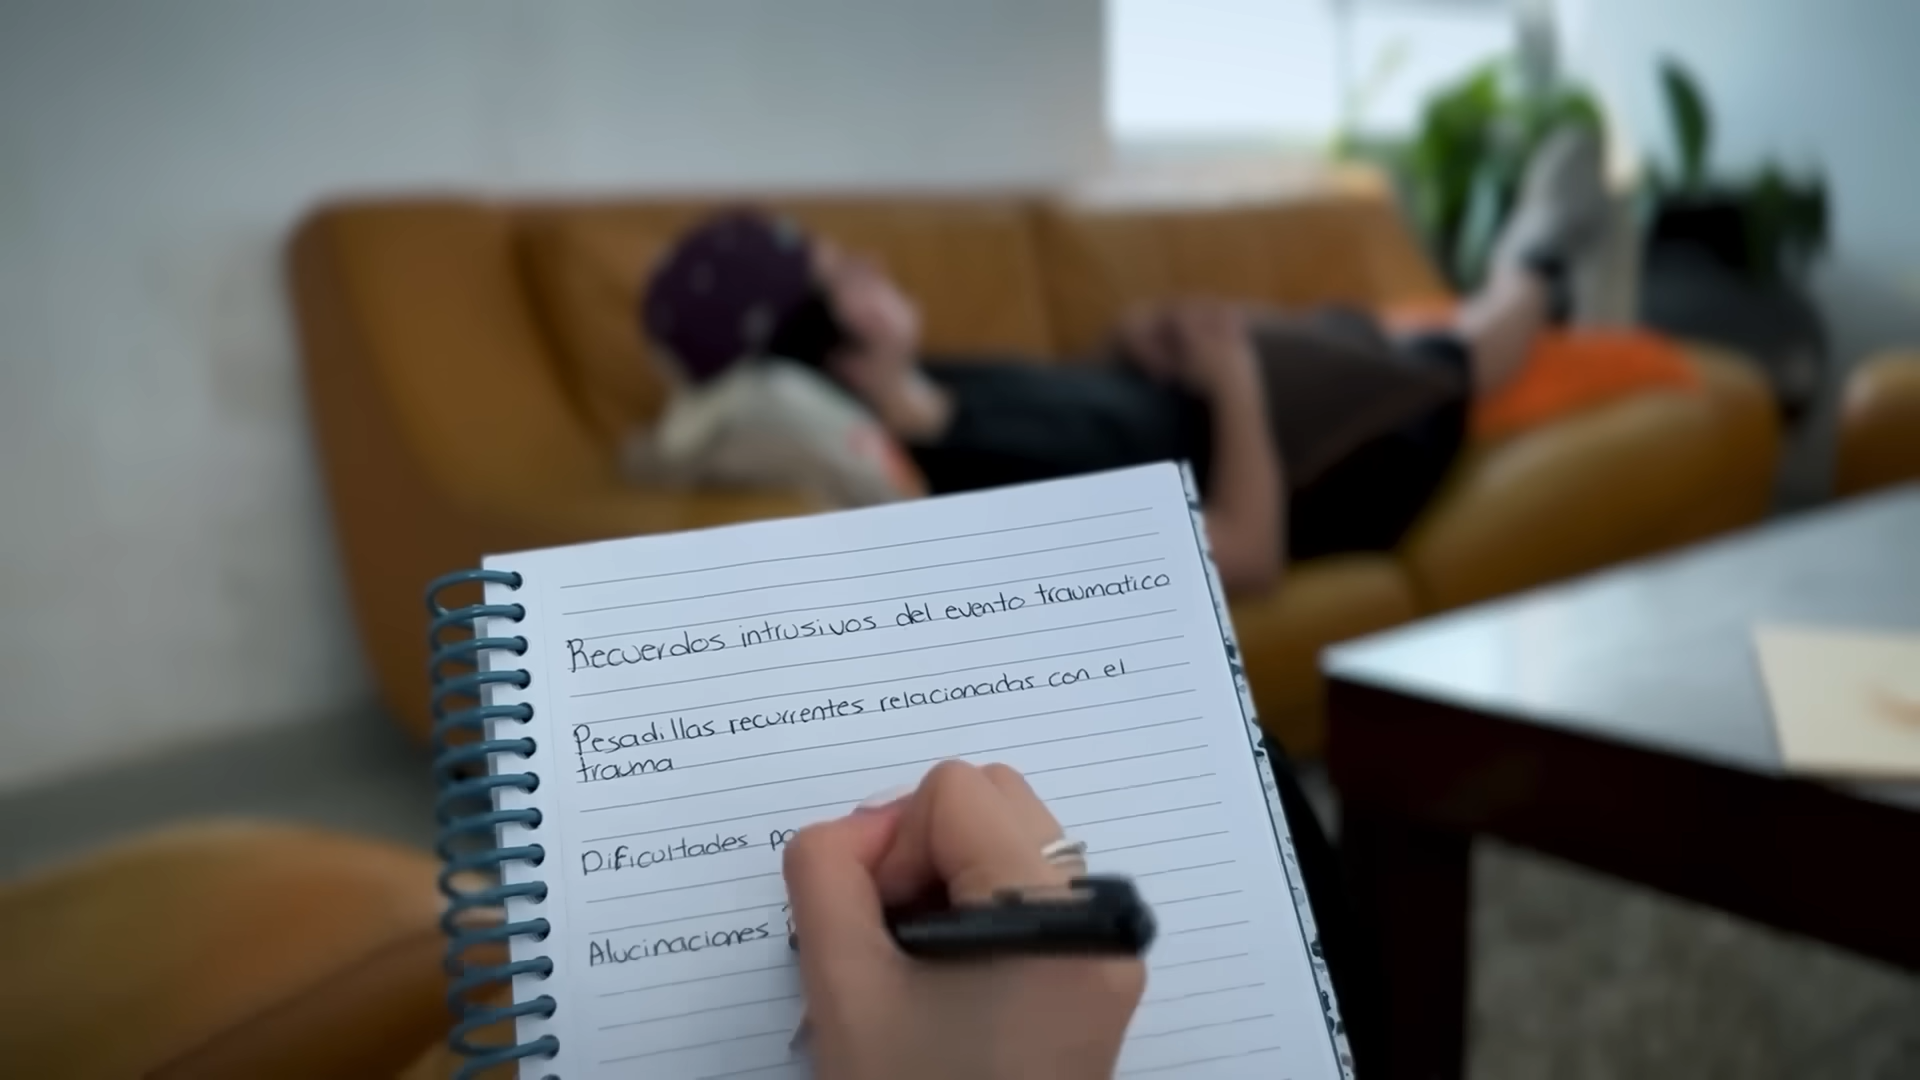 Recuerdos intrusivos del evento traumatico
Pesadillas recurrentes relacionadas con el
trauma
Dificultades
Alucinaciones